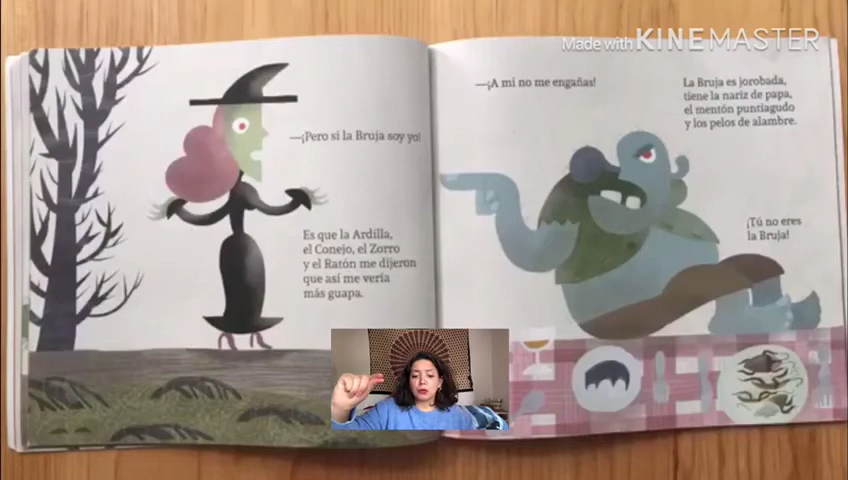 Made with KINEMASTER
—¡Pero si la Bruja soy yo!
Es que la Ardilla,
el Conejo, el Zorro
y el Ratón me dijeron
que así me vería
más guapa.
—¡A mi no me engañas!
La Bruja es jorobada,
tiene la nariz de papa,
el mentón puntiagudo
y los pelos de alambre.
¡Tú no eres
la Bruja!